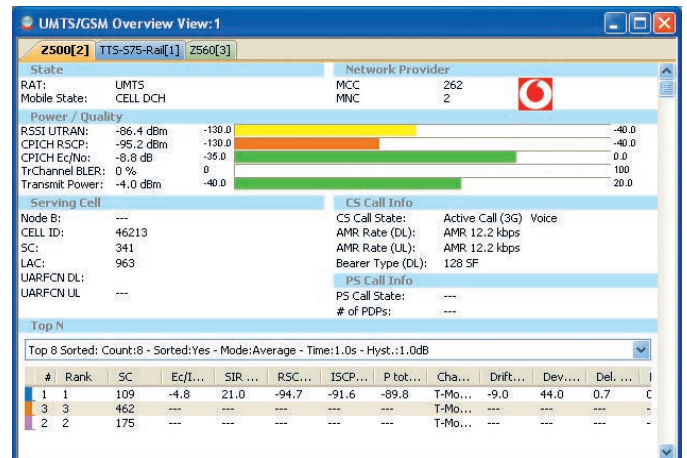 UMTS/GSM Overview View:1
Z500[2] TTS-S75-Rail[1] Z560[3]
State Network Provider
RAT: UMTS MCC 262
Mobile State: CELL DCH MNC 2
Power / Quality
RSSI UTRAN: -86.4 dBm -130.0 -40.0
CPICH RSCP: -95.2 dBm -130.0 -40.0
CPICH Ec/No: -8.8 dB -35.0 0.0
TrChannel BLER: 0 % 0 100
Transmit Power: -4.0 dBm -40.0 20.0
Serving Cell CS Call Info
Node B: --- CS Call State: Active Call (3G) Voice
CELL ID: 46213 AMR Rate (DL): AMR 12.2 kbps
SC: 341 AMR Rate (UL): AMR 12.2 kbps
LAC: 963 Bearer Type (DL): 128 SF
UARFCN DL: PS Call Info
UARFCN UL --- PS Call State: ---
# of PDPs: ---
Top N
Top 8 Sorted: Count:8 - Sorted:Yes - Mode:Average - Time:1.0s - Hyst.:1.0dB
# Rank SC Ec/I... SIR ... RSC... ISCP... P tot... Cha... Drift... Dev.... Del. ...
1 1 109 -4.8 21.0 -94.7 -91.6 -89.8 T-Mo... -9.0 44.0 0.7
3 3 462 --- --- --- --- --- T-Mo... --- --- --- -
2 2 175 --- --- --- --- --- T-Mo... --- --- --- -